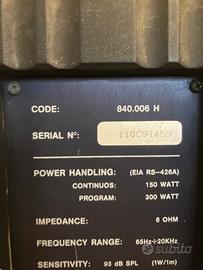 CODE: 840.006 H
SERIAL N°: 110C91459
POWER HANDLING: (EIA RS-426A)
CONTINUOS: 150 WATT
PROGRAM: 300 WATT
IMPEDANCE: 8 OHM
FREQUENCY RANGE: 65Hz÷20KHz
SENSITIVITY: 93 dB SPL (1W/1m)
subito